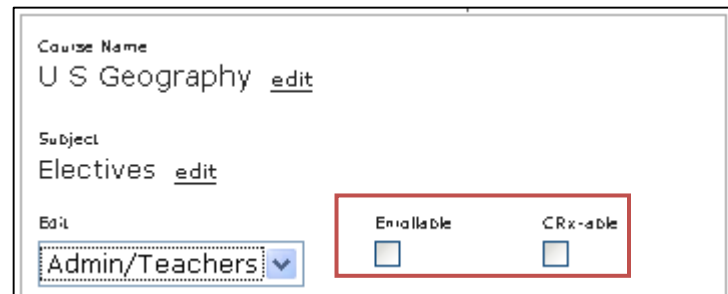 Course Name
U S Geography edit
Subject
Electives edit
Edit Enrollable CRx-able
Admin/Teachers